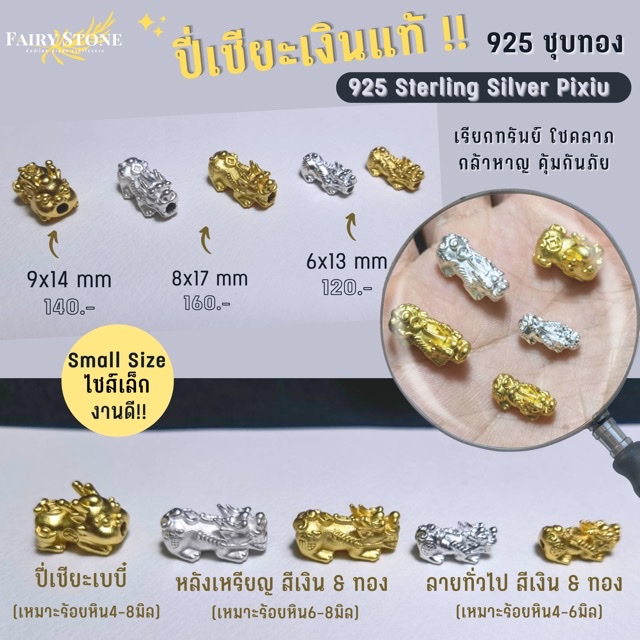 FAIRY STONE
ปี่เซียะเงินแท้ !! 925 ชุบทอง
925 Sterling Silver Pixiu
เรียกทรันย์ โชคลาภ
กล้าหาญ คุ้มกันภัย
9x14 mm
140.-
8x17 mm
160.-
6x13 mm
120.-
Small Size
ไซส์เล็ก
งานดี!!
ปี่เซียะเบบี๋
(เหมาะร้อยหิน4-8มิล)
หลังเหรียญ สีเงิน & ทอง
(เหมาะร้อยหิน6-8มิล)
ลายทั่วไป สีเงิน & ทอง
(เหมาะร้อยหิน4-6มิล)